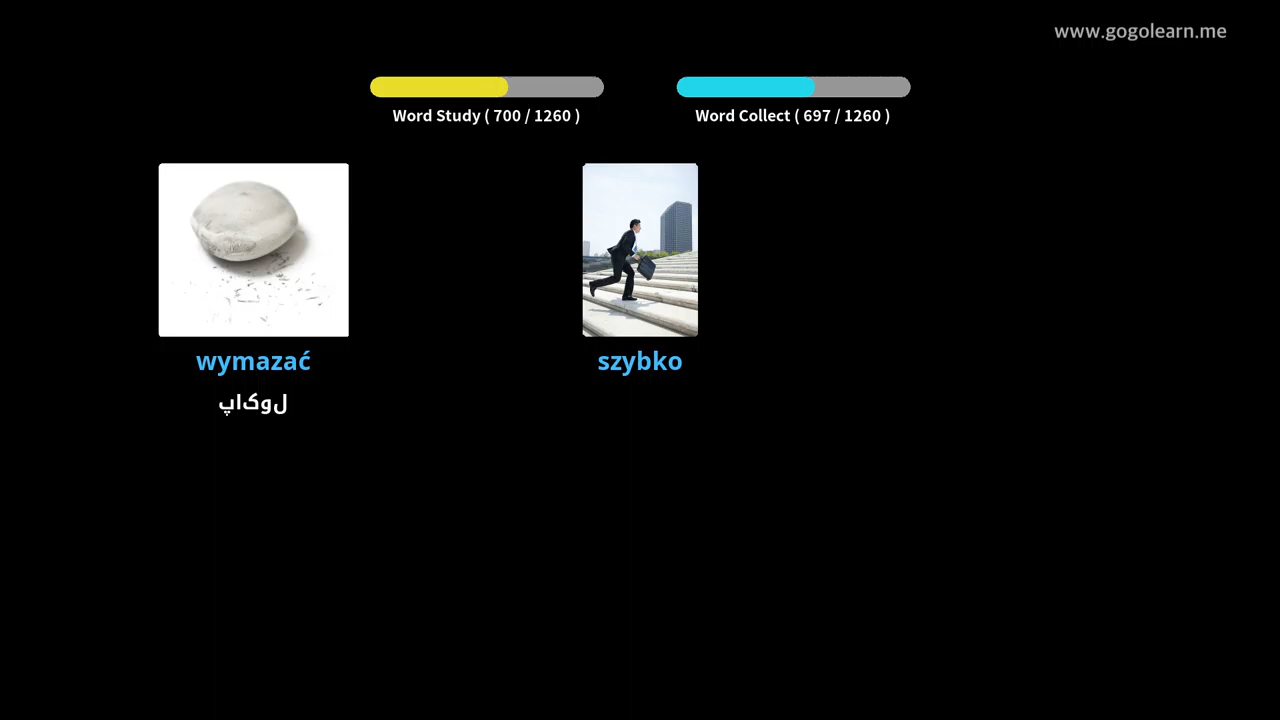 www.gogolearn.me
Word Study ( 700 / 1260 )
Word Collect ( 697 / 1260 )
wymazać
szybko
لوکاپ